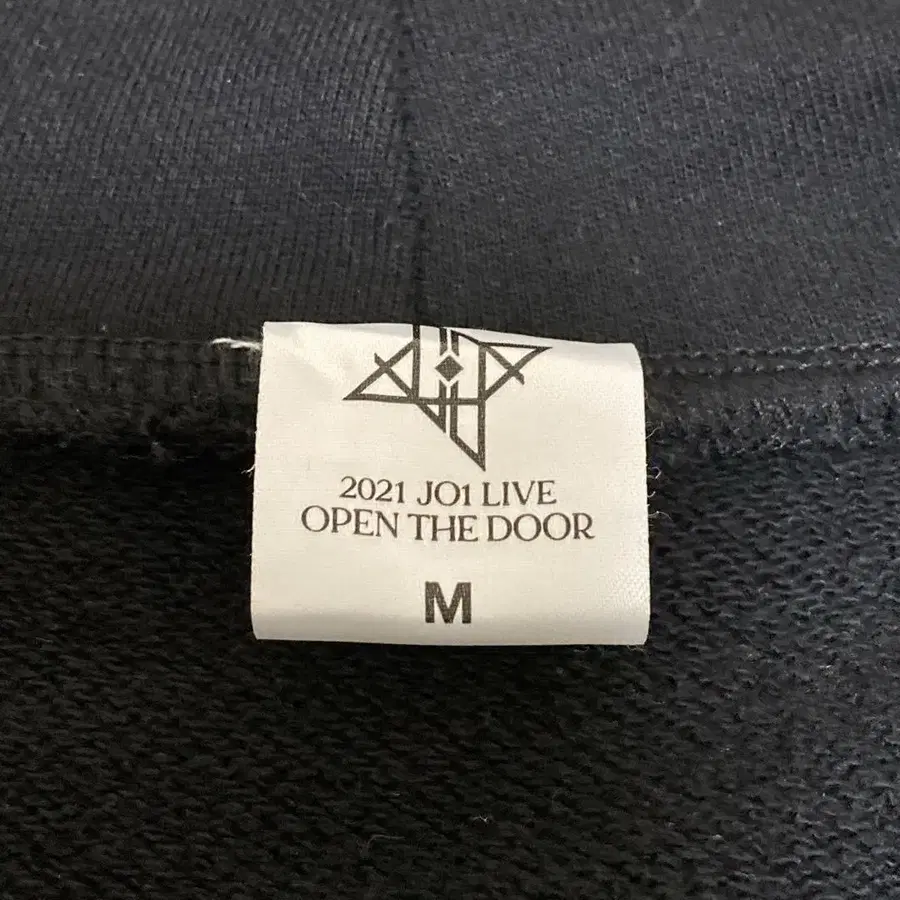 2021 JO1 LIVE
OPEN THE DOOR
M